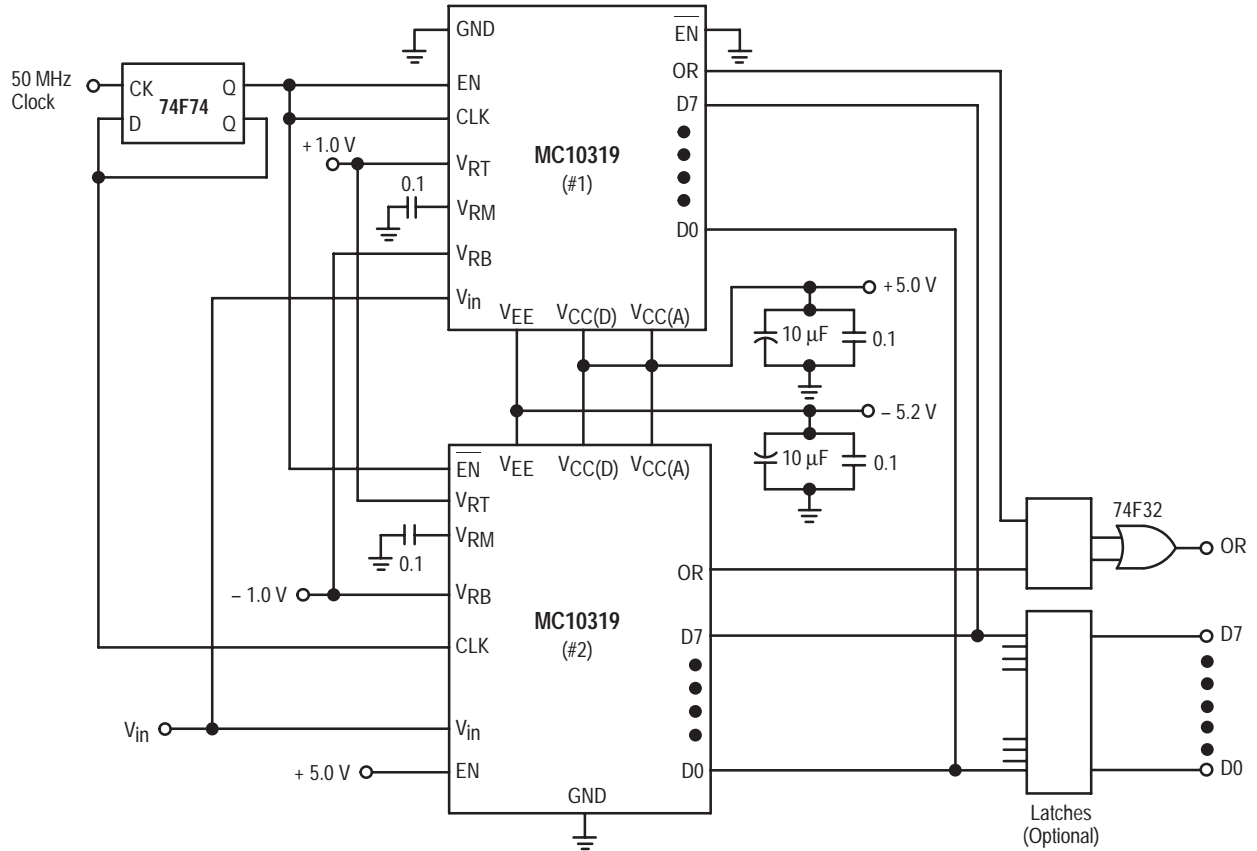 50 MHz
Clock
CK
Q
74F74
D
Q
GND
EN
CLK
VRT
VRM
VRB
Vin
MC10319
(#1)
EN
OR
D7
D0
VEE
VCC(D)
VCC(A)
+1.0 V
0.1
+5.0 V
10 μF
0.1
– 5.2 V
10 μF
0.1
EN
VRT
VRM
VRB
CLK
Vin
EN
VEE
VCC(D)
VCC(A)
MC10319
(#2)
OR
D7
D0
GND
0.1
– 1.0 V
Vin
+ 5.0 V
74F32
OR
D7
D0
Latches
(Optional)